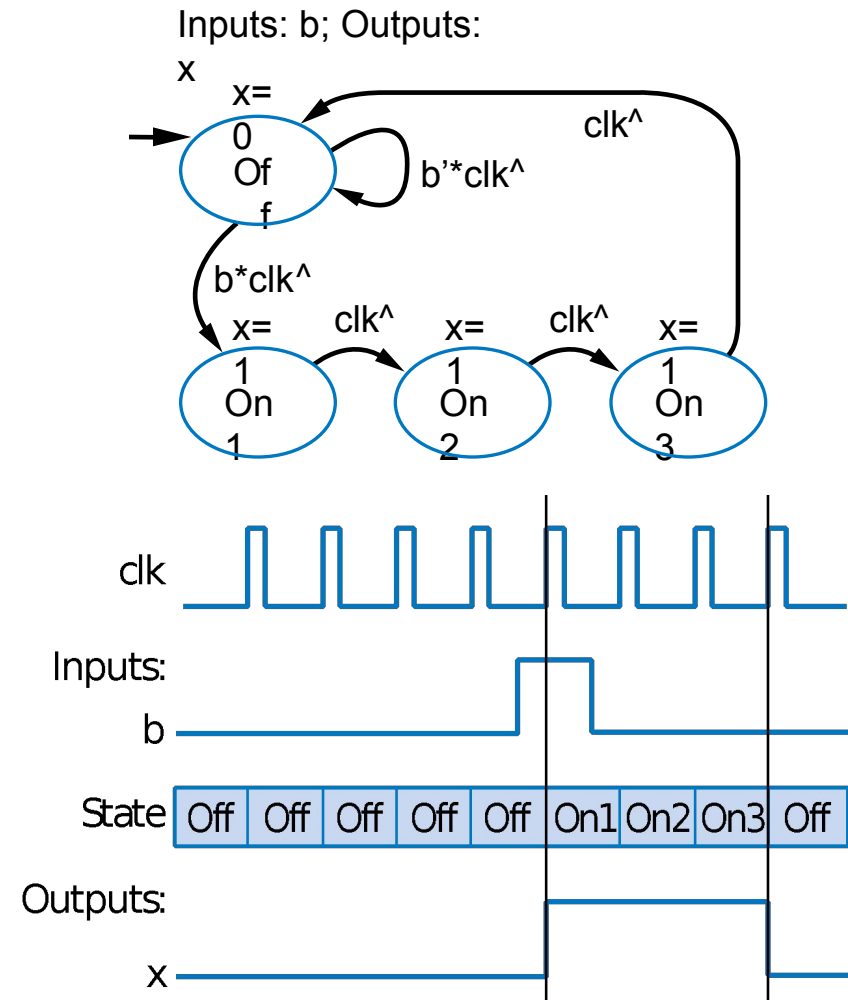 Inputs: b; Outputs:
x
x=
0
Of
f
clk^
b’*clk^
b*clk^
x=
1
On
1
clk^
x=
1
On
2
clk^
x=
1
On
3
clk
Inputs:
b
State
Off
Off
Off
Off
Off
On1
On2
On3
Off
Outputs:
x